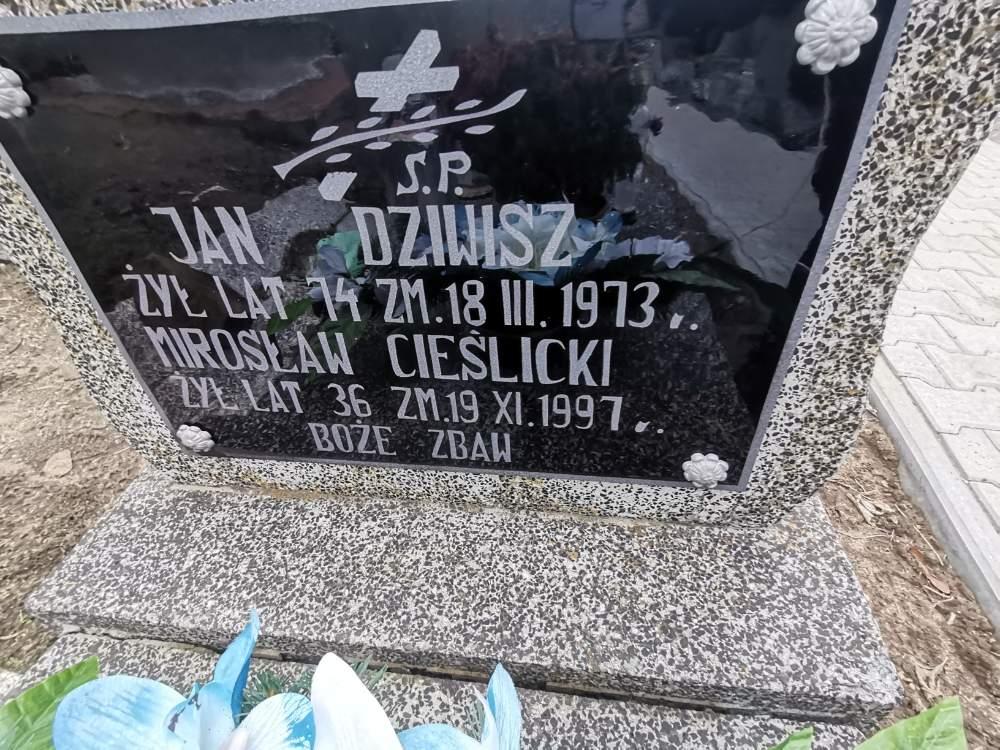 Ś.P.
JAN DZIWISZ
ŻYŁ LAT 74 ZM. 18 III. 1973 r.
MIROSŁAW CIEŚLICKI
ŻYŁ LAT 36 ZM. 19 XI. 1997 r.
BOŻE ZBAW